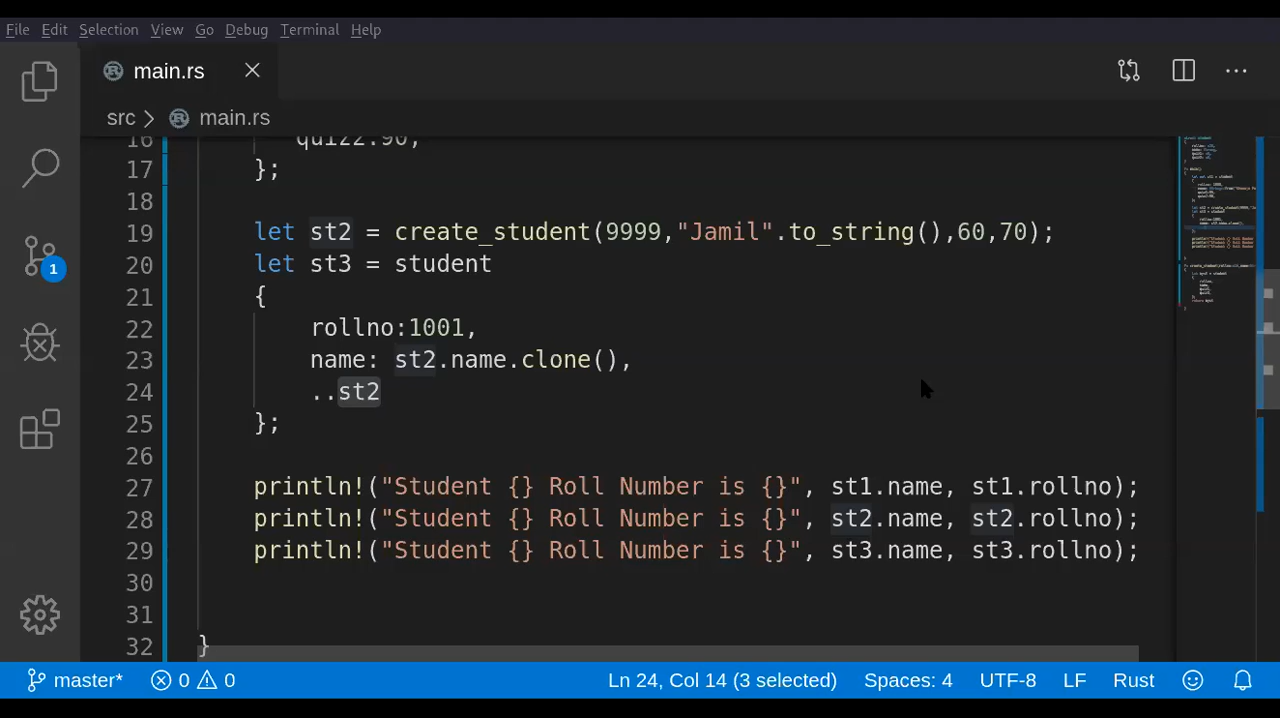 File Edit Selection View Go Debug Terminal Help
main.rs
src > main.rs
16 quiz2:90,
17 };
18
19 let st2 = create_student(9999,"Jamil".to_string(),60,70);
20 let st3 = student
21 {
22 rollno:1001,
23 name: st2.name.clone(),
24 ..st2
25 };
26
27 println!("Student {} Roll Number is {}", st1.name, st1.rollno);
28 println!("Student {} Roll Number is {}", st2.name, st2.rollno);
29 println!("Student {} Roll Number is {}", st3.name, st3.rollno);
30
31
32 }
1
master* 0 0 Ln 24, Col 14 (3 selected) Spaces: 4 UTF-8 LF Rust